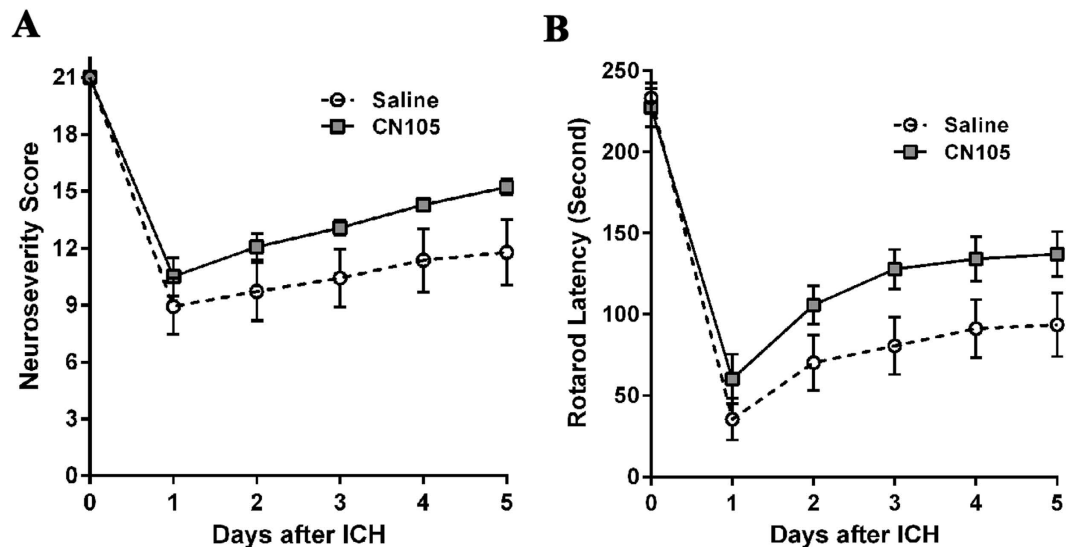 A
Neuroseverity Score
21
18
15
12
9
6
3
0
Saline
CN105
0 1 2 3 4 5
Days after ICH
B
Rotarod Latency (Second)
250
200
150
100
50
0
Saline
CN105
0 1 2 3 4 5
Days after ICH